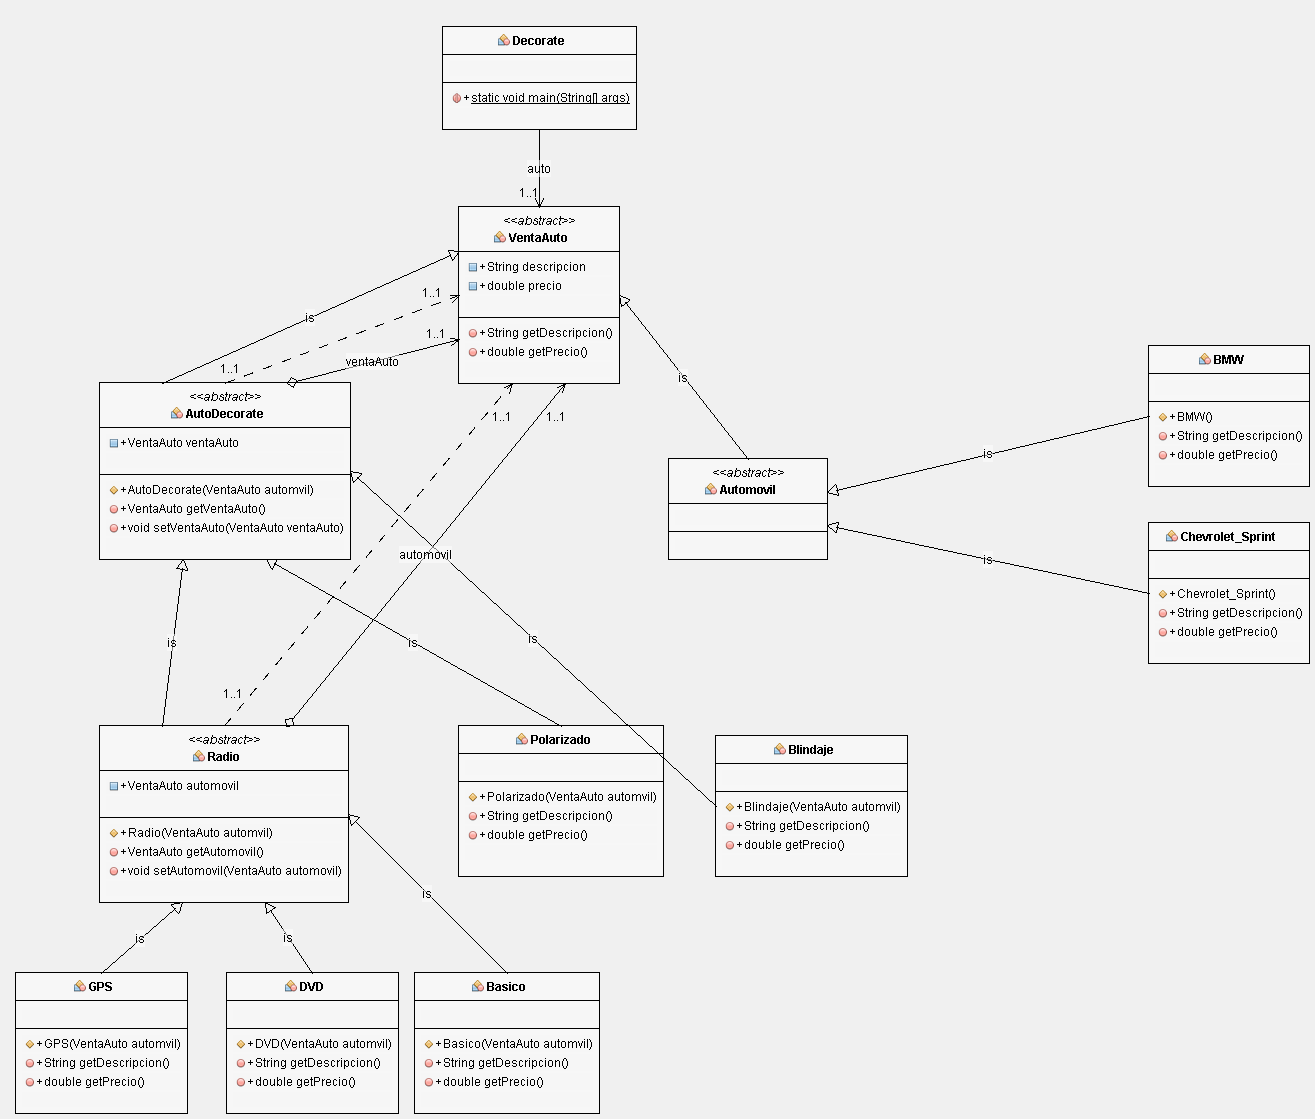 Decorate
+static void main(String[] args)
auto
1..1
<<abstract>>
VentaAuto
+String descripcion
+double precio
+String getDescripcion()
+double getPrecio()
is
1..1
1..1
1..1
ventaAuto
<<abstract>>
AutoDecorate
+VentaAuto ventaAuto
+AutoDecorate(VentaAuto automvil)
+VentaAuto getVentaAuto()
+void setVentaAuto(VentaAuto ventaAuto)
1..1
1..1
is
<<abstract>>
Automovil
BMW
+BMW()
+String getDescripcion()
+double getPrecio()
is
Chevrolet_Sprint
+Chevrolet_Sprint()
+String getDescripcion()
+double getPrecio()
is
automovil
is
is
is
1..1
<<abstract>>
Radio
+VentaAuto automovil
+Radio(VentaAuto automvil)
+VentaAuto getAutomovil()
+void setAutomovil(VentaAuto automovil)
Polarizado
+Polarizado(VentaAuto automvil)
+String getDescripcion()
+double getPrecio()
Blindaje
+Blindaje(VentaAuto automvil)
+String getDescripcion()
+double getPrecio()
is
is
is
GPS
+GPS(VentaAuto automvil)
+String getDescripcion()
+double getPrecio()
DVD
+DVD(VentaAuto automvil)
+String getDescripcion()
+double getPrecio()
Basico
+Basico(VentaAuto automvil)
+String getDescripcion()
+double getPrecio()